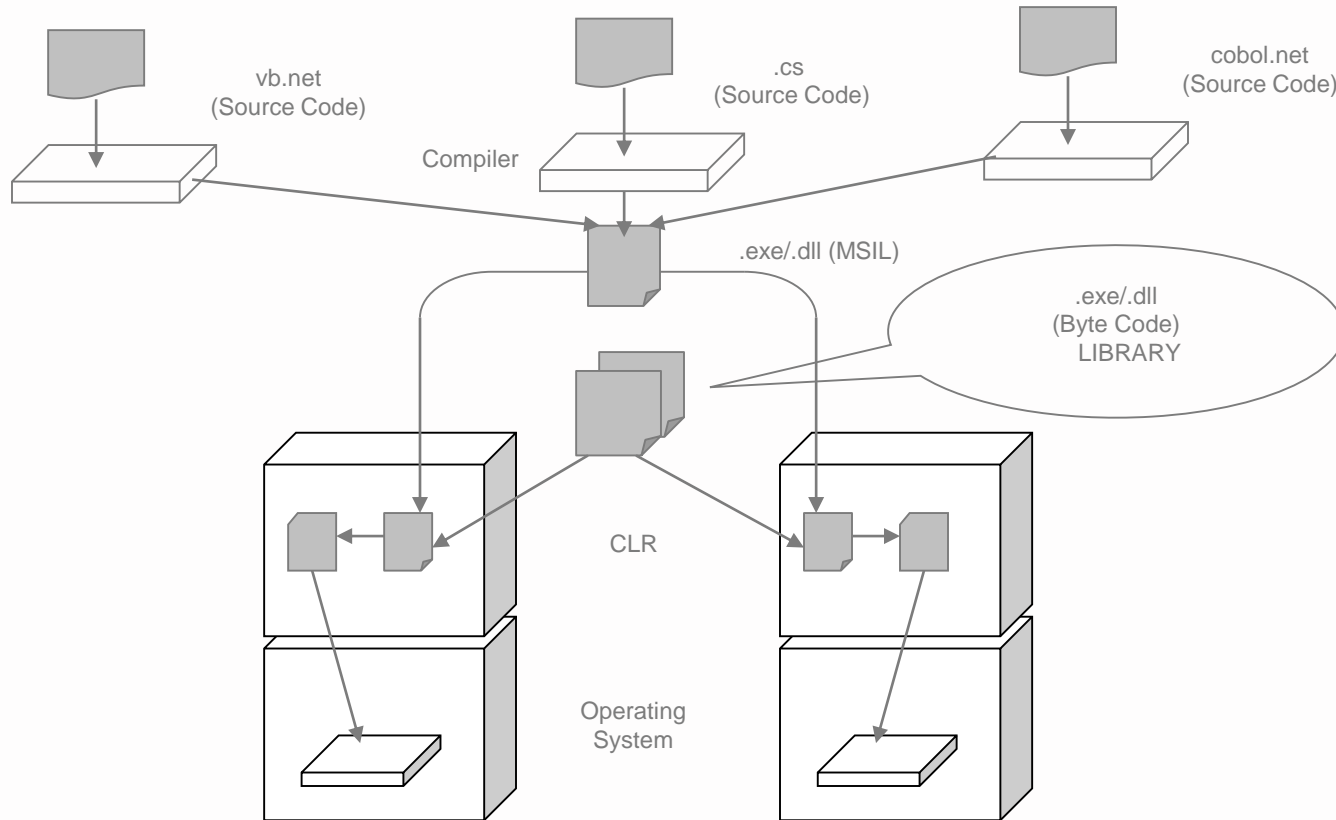 vb.net
(Source Code)
.cs
(Source Code)
cobol.net
(Source Code)
Compiler
.exe/.dll (MSIL)
.exe/.dll
(Byte Code)
LIBRARY
CLR
Operating
System